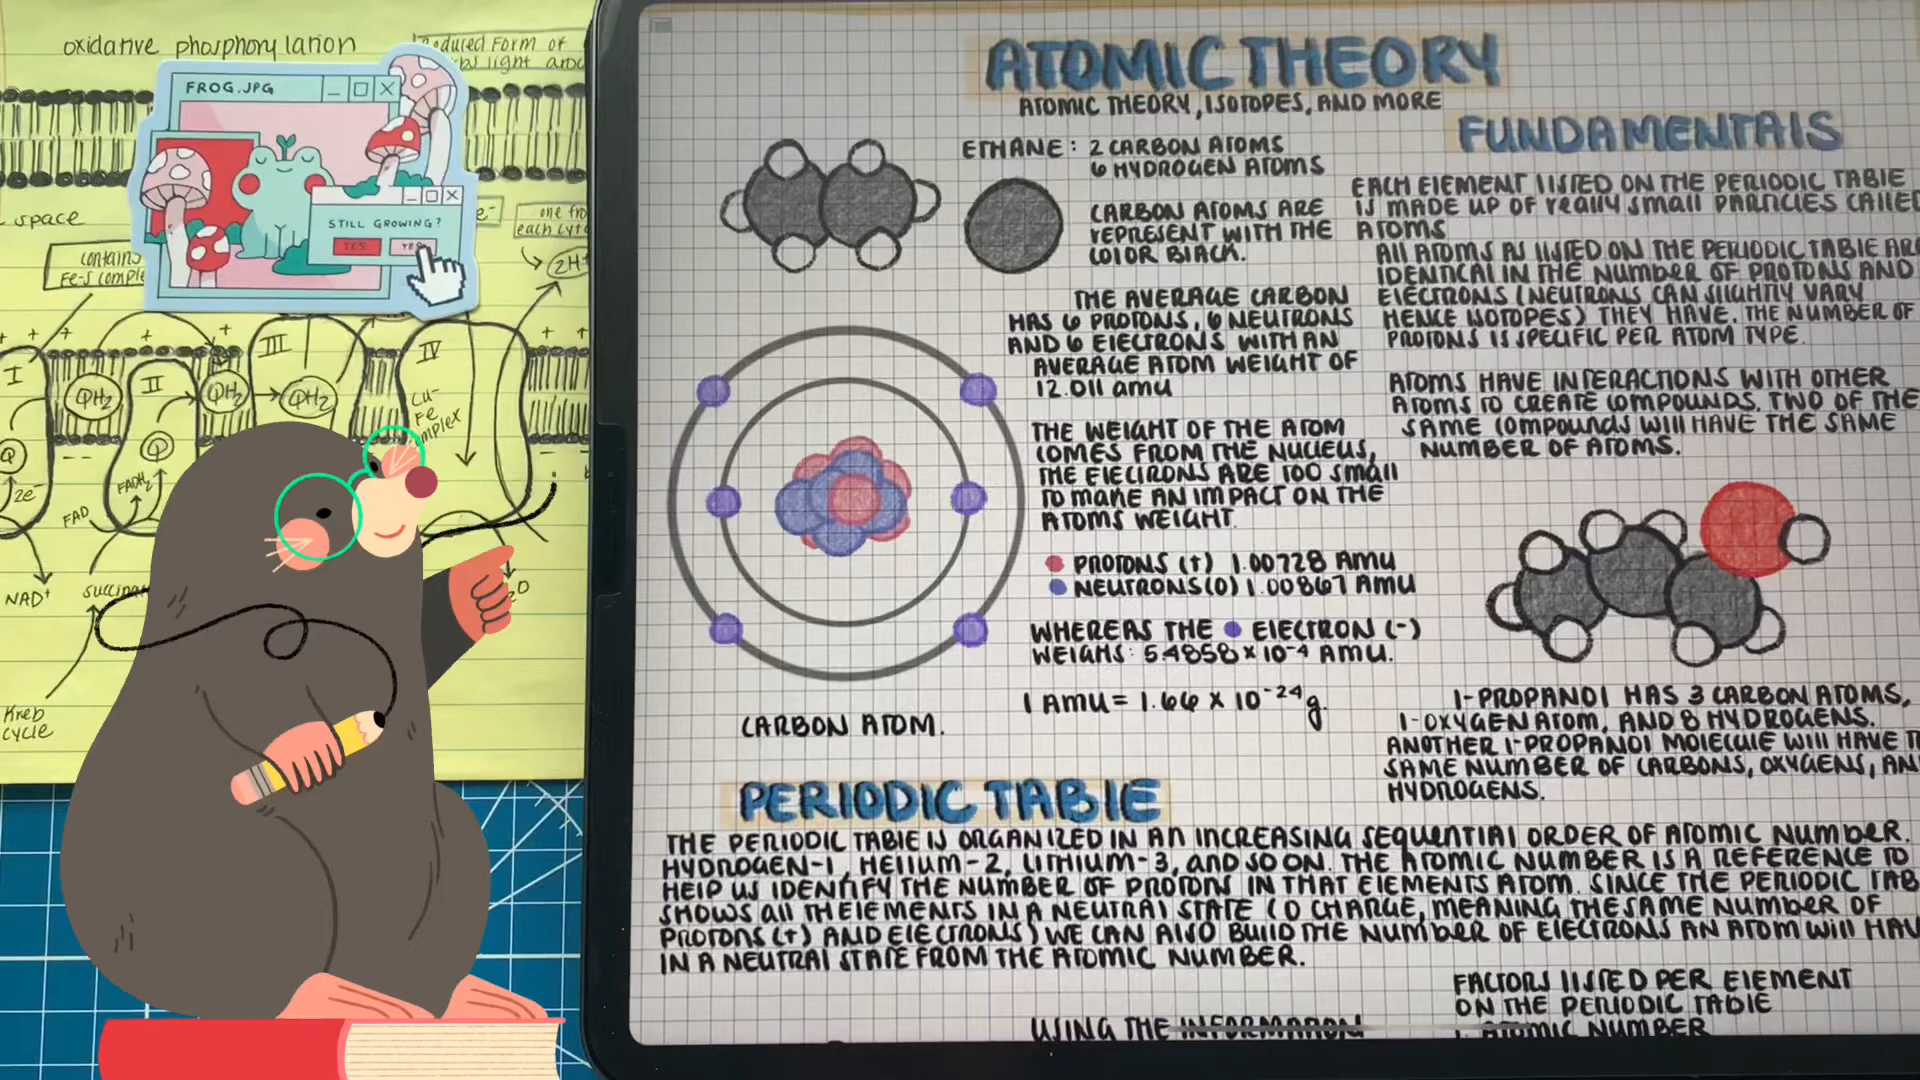 oxidative phosphorylation
FROG.JPG
STILL GROWING?
YES
YES
space
contains
one
each
2H+
I
II
III
IV
QH2
QH2
QH2
Cu-
Fe
complex
Q
Q
FADH2
FAD
2e-
NAD+
Kreb
cycle
ATOMIC THEORY
ATOMIC THEORY, ISOTOPES, AND MORE
ETHANE: 2 CARBON ATOMS
6 HYDROGEN ATOMS
CARBON ATOMS ARE
REPRESENT WITH THE
COLOR BLACK.
THE AVERAGE CARBON
HAS 6 PROTONS, 6 NEUTRONS
AND 6 ELECTRONS WITH AN
AVERAGE ATOM WEIGHT OF
12.011 amu
THE WEIGHT OF THE ATOM
COMES FROM THE NUCLEUS,
THE ELECTRONS ARE TOO SMALL
TO MAKE AN IMPACT ON THE
ATOMS WEIGHT.
PROTONS (+) 1.00728 AMU
NEUTRONS (0) 1.00867 AMU
WHEREAS THE ELECTRON (-)
WEIGHS: 5.4858 x 10-4 AMU.
1 AMU = 1.66 x 10-24 g.
CARBON ATOM.
FUNDAMENTALS
EACH ELEMENT LISTED ON THE PERIODIC TABLE
IS MADE UP OF really small PARTICLES CALLED
ATOMS
All ATOMS AS LISTED ON THE PERIODIC TABLE ARE
IDENTICAL IN THE NUMBER OF PROTONS AND
ELECTRONS (NEUTRONS CAN SLIGHTLY VARY
HENCE ISOTOPES) THEY HAVE. THE NUMBER OF
PROTONS IS SPECIFIC PER ATOM TYPE.
ATOMS HAVE INTERACTIONS WITH OTHER
ATOMS TO CREATE COMPOUNDS. TWO OF THE
SAME COMPOUNDS WILL HAVE THE SAME
NUMBER OF ATOMS.
1-PROPANOL HAS 3 CARBON ATOMS,
1-OXYGEN ATOM, AND 8 HYDROGENS.
ANOTHER 1-PROPANOL MOLECULE WILL HAVE
SAME NUMBER OF CARBONS, OXYGENS,
HYDROGENS.
PERIODIC TABLE
THE PERIODIC TABLE IS ORGANIZED IN AN INCREASING SEQUENTIAL ORDER OF ATOMIC NUMBER.
HYDROGEN-1, HELIUM-2, LITHIUM-3, AND SO ON. THE ATOMIC NUMBER IS A REFERENCE TO
HELP US IDENTIFY THE NUMBER OF PROTONS IN THAT ELEMENTS ATOM. SINCE THE PERIODIC
SHOWS all THE ELEMENTS IN A NEUTRAL STATE (0 CHARGE, MEANING THE SAME NUMBER OF
PROTONS (+) AND ELECTRONS) WE CAN ALSO BUILD THE NUMBER OF ELECTRONS AN ATOM WILL
IN A NEUTRAL STATE FROM THE ATOMIC NUMBER.
FACTORS LISTED PER ELEMENT
ON THE PERIODIC TABLE
1. ATOMIC NUMBER
USING THE INFORMATION